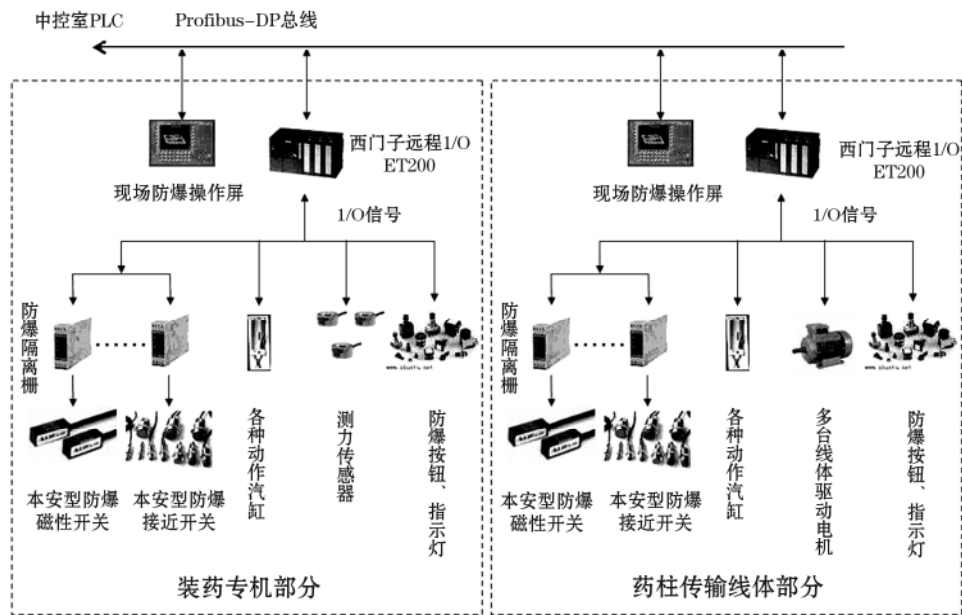 中控室PLC
Profibus-DP总线
现场防爆操作屏
西门子远程1/O
ET200
1/O信号
防爆隔离栅
www.zhuotu.net
本安型防爆
磁性开关
本安型防爆
接近开关
各种动作汽缸
测力传感器
防爆按钮、指示灯
装药专机部分
现场防爆操作屏
西门子远程1/O
ET200
1/O信号
防爆隔离栅
本安型防爆
磁性开关
本安型防爆
接近开关
各种动作汽缸
多台线体驱动电机
防爆按钮、指示灯
药柱传输线体部分